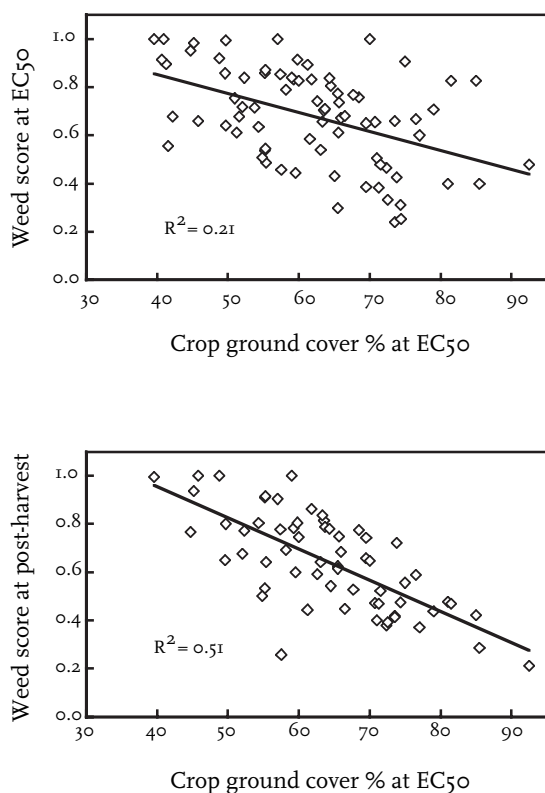 Weed score at EC50
1.0
0.8
0.6
0.4
0.2
0.0
R² = 0.21
30 40 50 60 70 80 90
Crop ground cover % at EC50
Weed score at post-harvest
1.0
0.8
0.6
0.4
0.2
0.0
R² = 0.51
30 40 50 60 70 80 90
Crop ground cover % at EC50